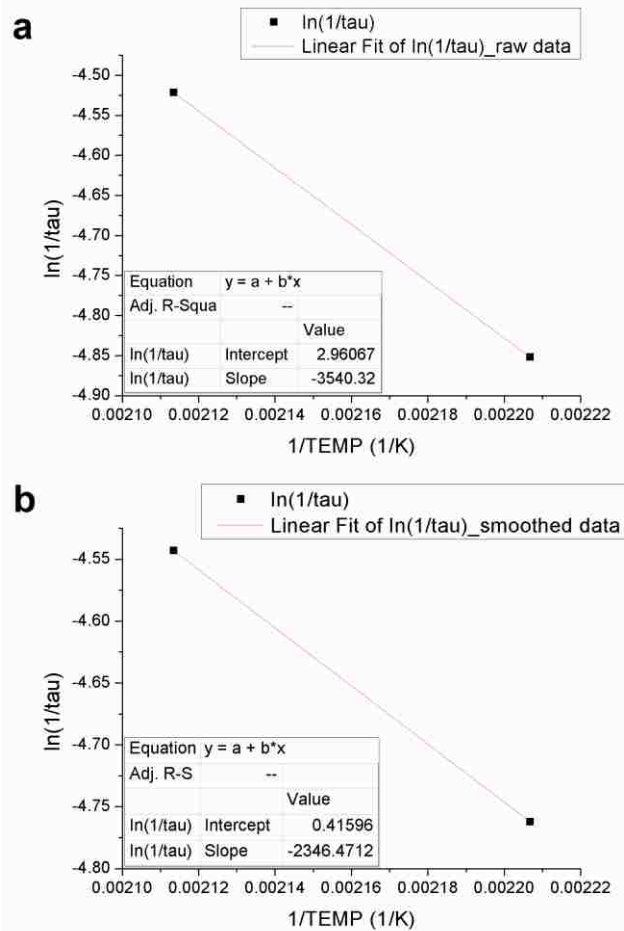 a
ln(1/tau)
Linear Fit of ln(1/tau)_raw data
-4.50
-4.55
-4.60
-4.65
-4.70
-4.75
-4.80
-4.85
-4.90
ln(1/tau)
Equation y = a + b*x
Adj. R-Squa --
Value
ln(1/tau) Intercept 2.96067
ln(1/tau) Slope -3540.32
0.00210 0.00212 0.00214 0.00216 0.00218 0.00220 0.00222
1/TEMP (1/K)
b
ln(1/tau)
Linear Fit of ln(1/tau)_smoothed data
-4.55
-4.60
-4.65
-4.70
-4.75
-4.80
ln(1/tau)
Equation y = a + b*x
Adj. R-S --
Value
ln(1/tau) Intercept 0.41596
ln(1/tau) Slope -2346.4712
0.00210 0.00212 0.00214 0.00216 0.00218 0.00220 0.00222
1/TEMP (1/K)